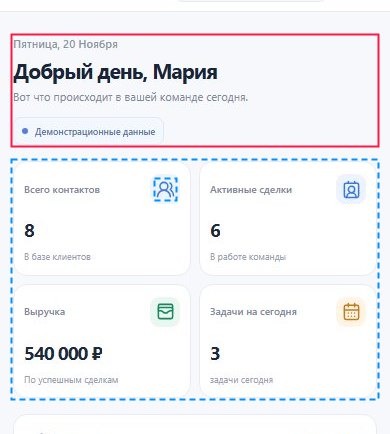 Пятница, 20 Ноября
Добрый день, Мария
Вот что происходит в вашей команде сегодня.
Демонстрационные данные
Всего контактов
8
В базе клиентов
Активные сделки
6
В работе команды
Выручка
540 000 ₽
По успешным сделкам
Задачи на сегодня
3
задачи сегодня